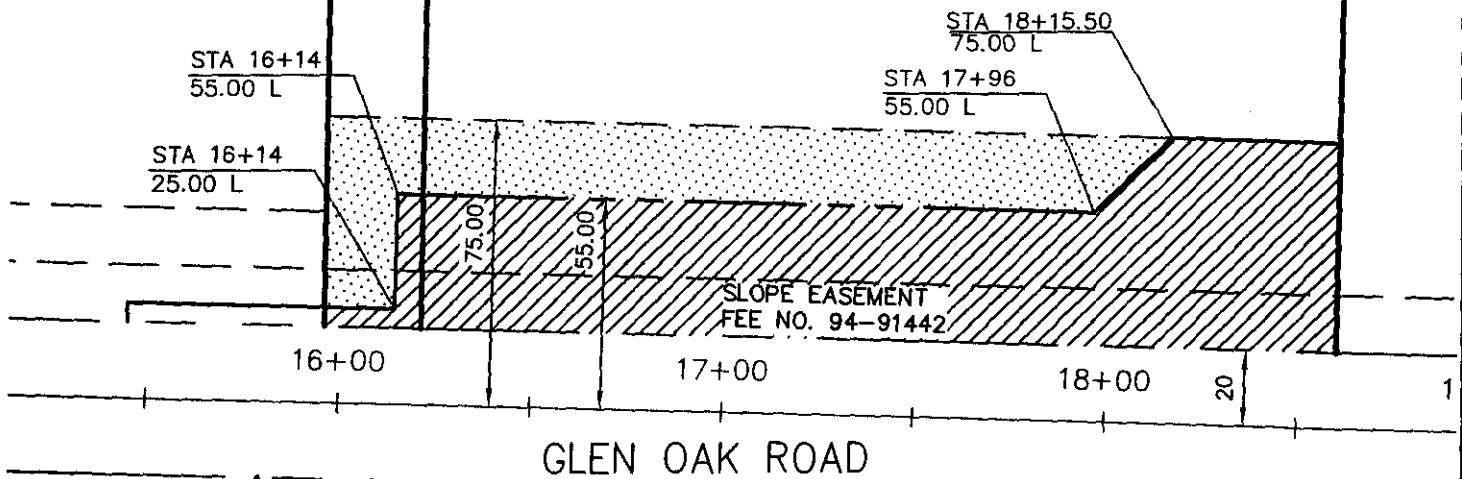 STA 18+15.50
75.00 L
STA 16+14
55.00 L
STA 17+96
55.00 L
STA 16+14
25.00 L
75.00
55.00
SLOPE EASEMENT
FEE NO. 94-91442
16+00
17+00
18+00
20
1
GLEN OAK ROAD